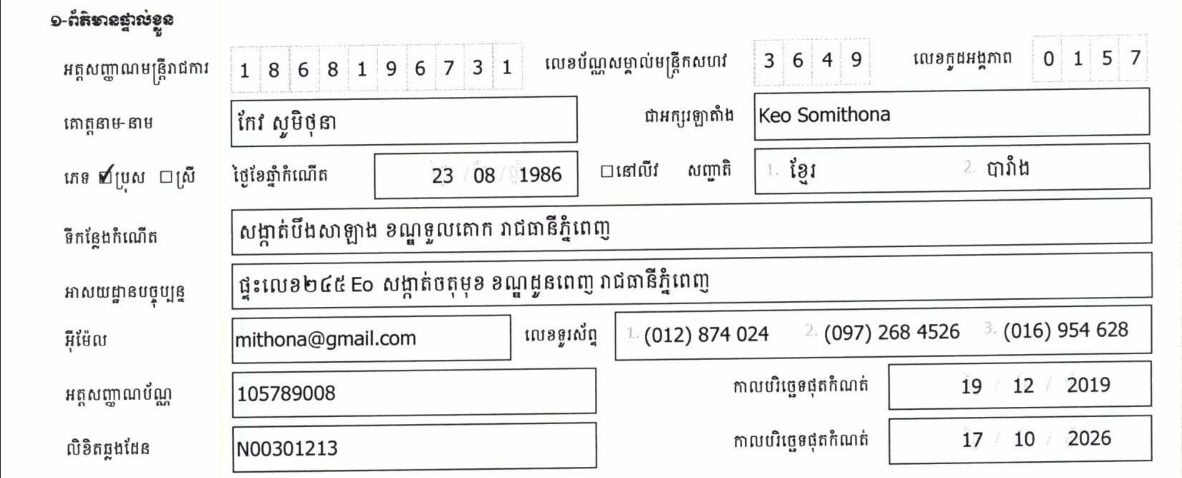 ១-ព័ត៌មានផ្ទាល់ខ្លួន
អត្តសញ្ញាណមន្ត្រីរាជការ 1 8 6 8 1 9 6 7 3 1 លេខប័ណ្ណសម្គាល់មន្ត្រីកសហវ 3 6 4 9 លេខកូដអង្គភាព 0 1 5 7
គោត្តនាម-នាម កែវ សូមិថុនា ជាអក្សរឡាតាំង Keo Somithona
ភេទ ☑ប្រុស ☐ស្រី ថ្ងៃខែឆ្នាំកំណើត 23 / 08 / 1986 ☐នៅលីវ សញ្ជាតិ 1. ខ្មែរ 2. បារាំង
ទីកន្លែងកំណើត សង្កាត់បឹងសាឡាង ខណ្ឌទួលគោក រាជធានីភ្នំពេញ
អាសយដ្ឋានបច្ចុប្បន្ន ផ្ទះលេខ២៤៥ Eo សង្កាត់ចតុមុខ ខណ្ឌដូនពេញ រាជធានីភ្នំពេញ
អ៊ីម៉ែល mithona@gmail.com លេខទូរស័ព្ទ 1. (012) 874 024 2. (097) 268 4526 3. (016) 954 628
អត្តសញ្ញាណប័ណ្ណ 105789008 កាលបរិច្ឆេទផុតកំណត់ 19 / 12 / 2019
លិខិតឆ្លងដែន N00301213 កាលបរិច្ឆេទផុតកំណត់ 17 / 10 / 2026